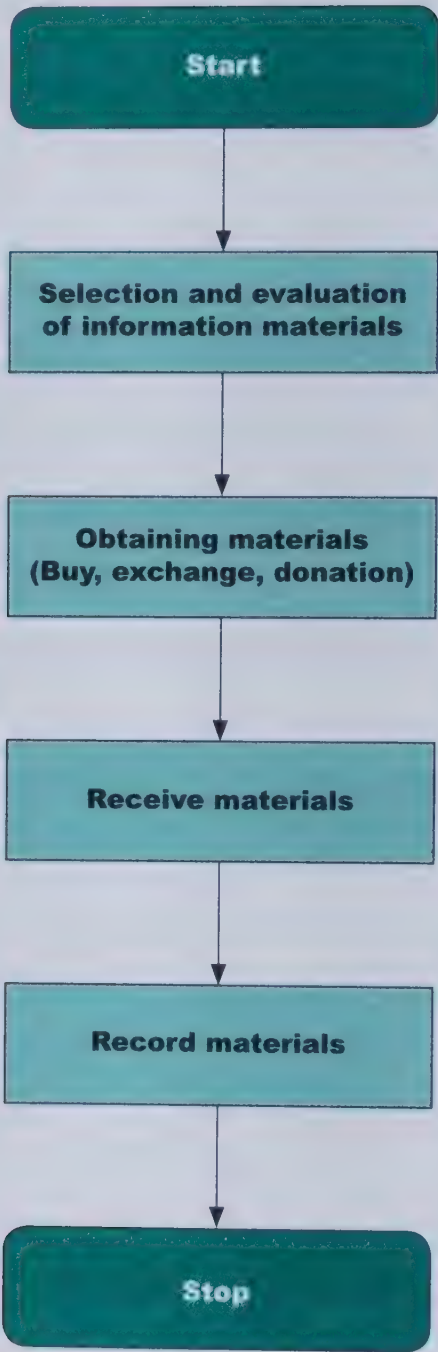 Start
Selection and evaluation
of information materials
Obtaining materials
(Buy, exchange, donation)
Receive materials
Record materials
Stop